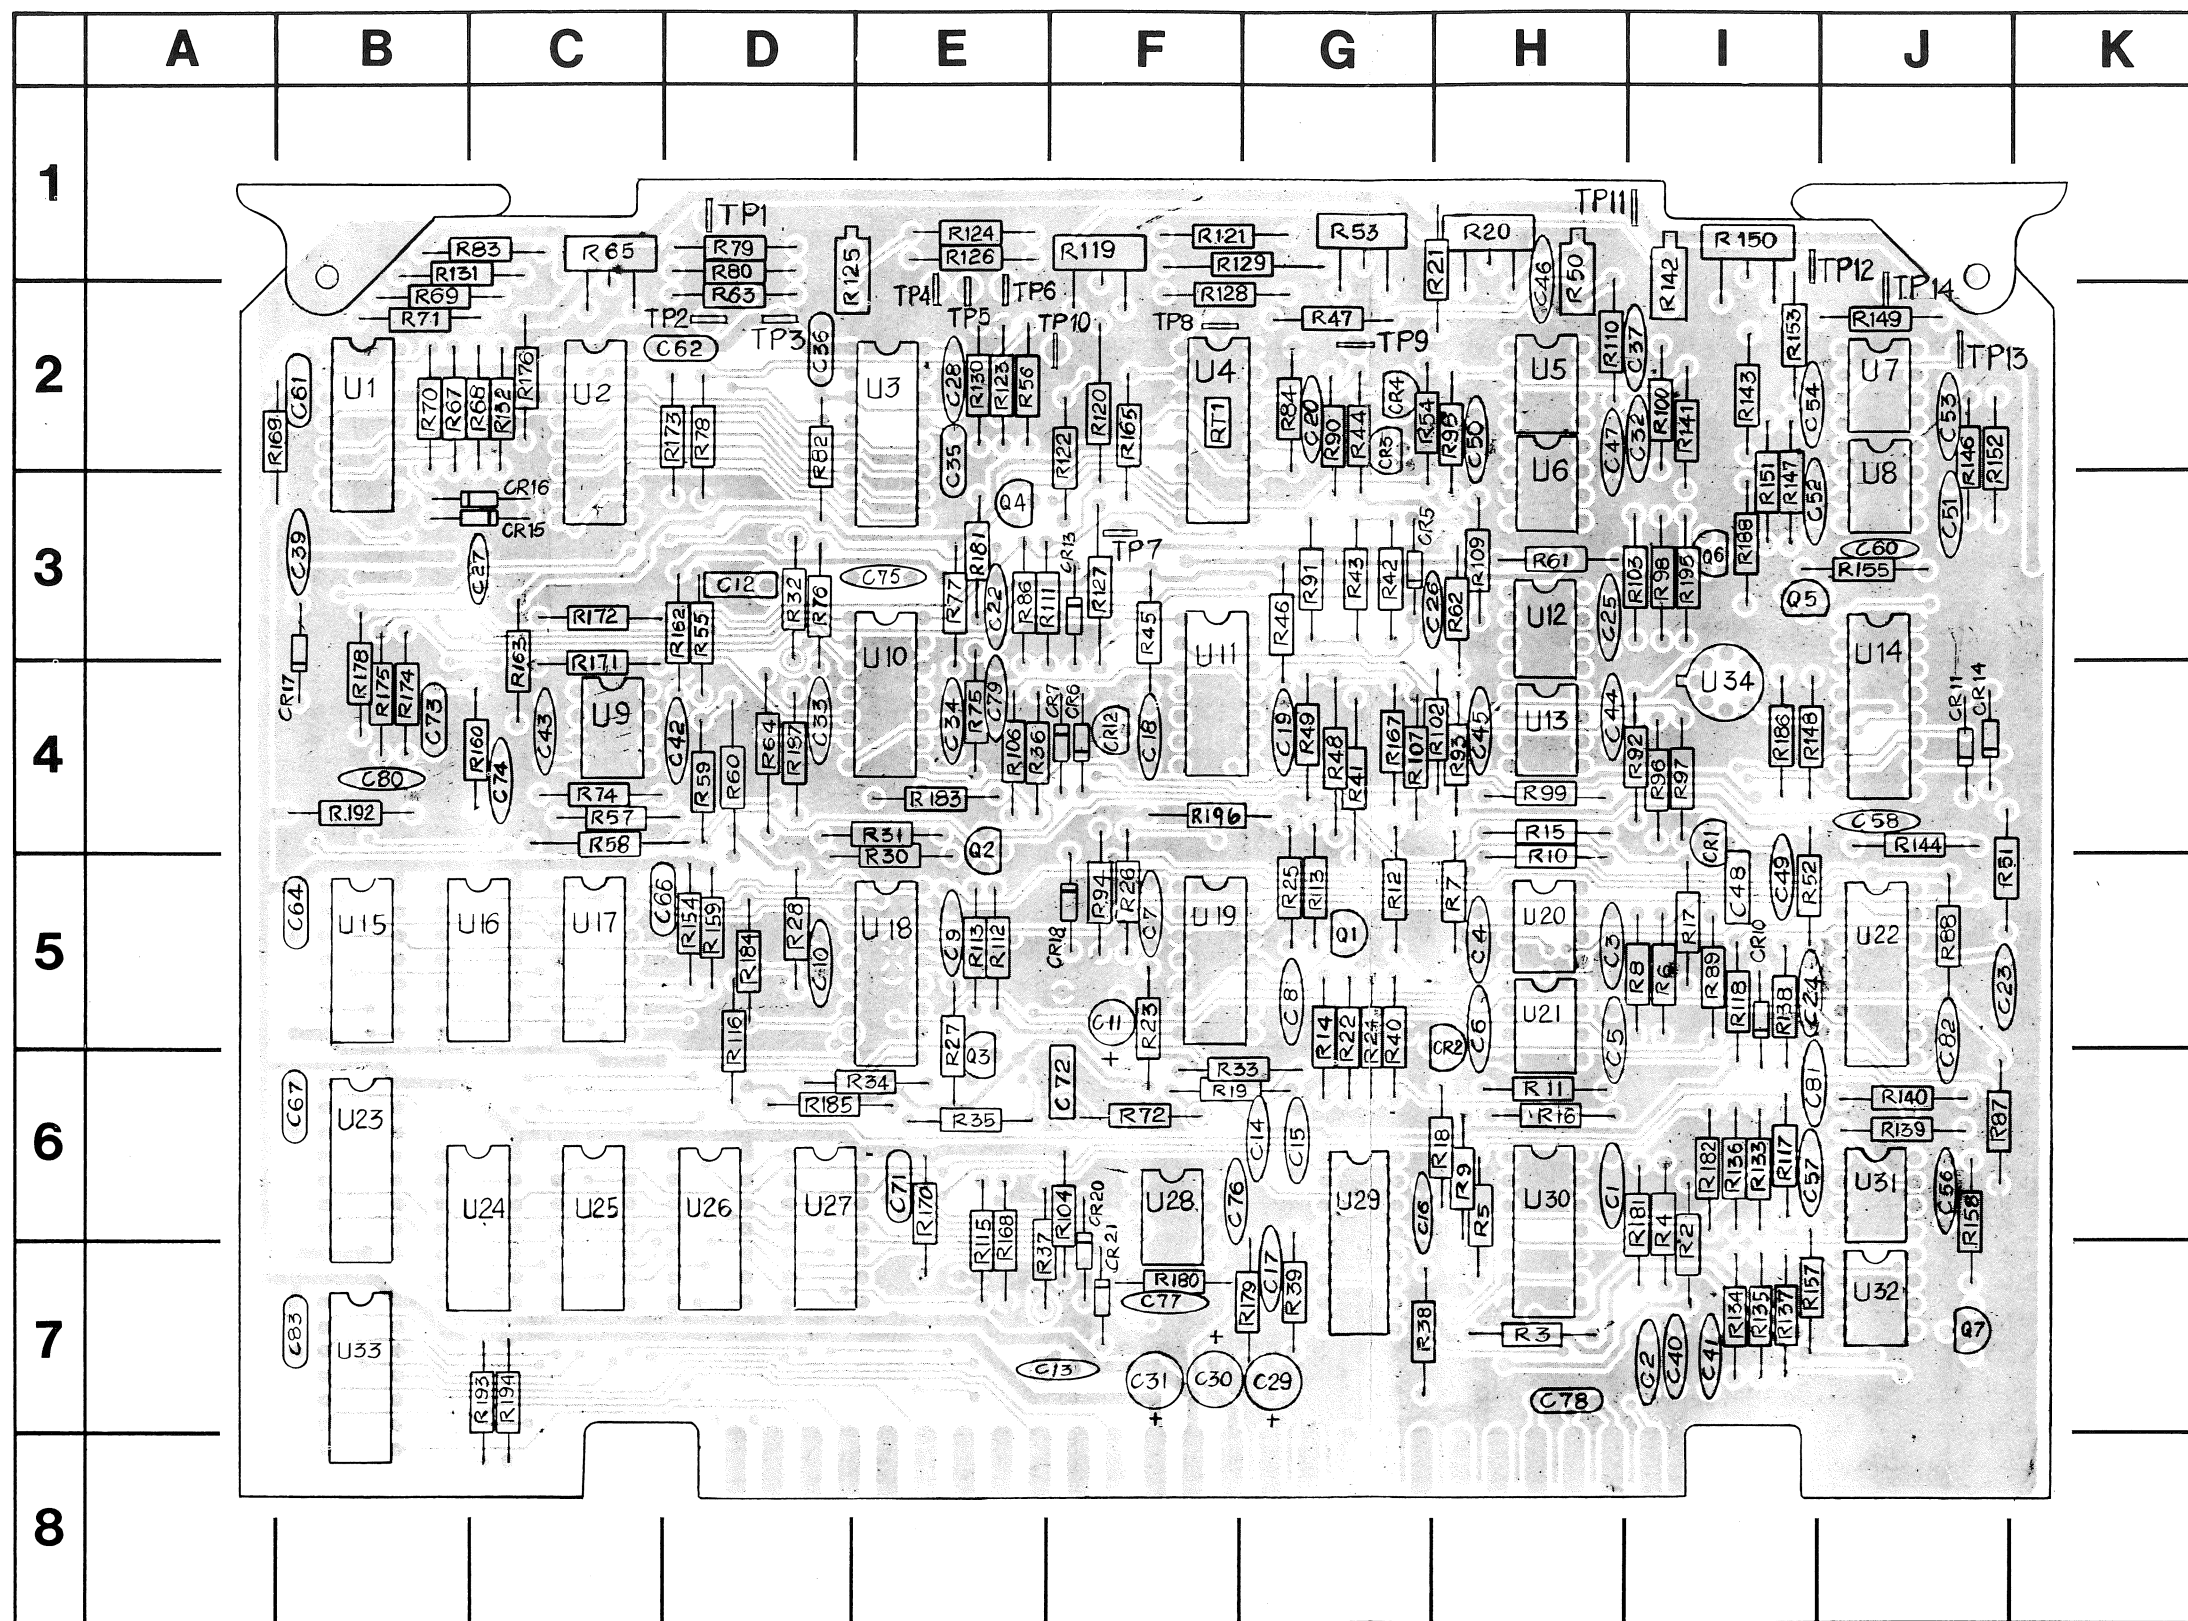 A B C D E F G H I J K
1
TP1 TP11
R83 R65 R79 R124 R119 R121 R53 R20 R150
R131 R80 R125 R126 R129 R21 C46 R50 R142 TP12
R69 R63 TP4 TP6 R128 TP14
R71 TP2 TP3 C36 TP5 TP10 TP8 R47 TP9 R110 C37 R153 R149
2
C62 TP13
C61 U1 R176 U2 U3 C28 R130 R123 R56 U4 CR4 U5 R143 C54 U7 C53
R169 R70 R67 R68 R132 R173 R78 R82 C35 R122 R120 R165 RT1 R84 C20 R90 R44 CR3 R54 R95 C50 U6 C47 C32 R100 R141 R151 R147 C52 U8 R146 R152
CR16 Q4 C51
CR15 CR5
C39 C27 R181 CR13 TP7 R109 R61 Q6 R188 C60
3
C12 R32 R76 C75 R77 C22 R86 R111 R127 R91 R43 R42 C26 R62 C25 R103 R98 R195 R155
R172 R162 R55 R45 R46 U12 Q5
R163 R171 U10 U11 U14
CR17 R178 R175 R174 C73 U9 U34 CR11 CR14
4
R160 C74 C43 C42 R59 R60 R64 R187 C33 C34 R75 C79 R106 R36 CR7 CR6 CR12 C18 C19 R49 R48 R41 R167 R107 R102 R93 C45 U13 C44 R92 R96 R97 R186 R148
C80 R74 R183 R99
R192 R57 R196 C58
R31 R15
R58 R30 Q2 R10 CR1 R144 R51
C64 C66 R154 R159 R28 R94 R26 C7 R25 R13 R12 R7 C48 C49 R52
U15 U16 U17 U18 CR18 U19 U20 U22
5
R184 C10 C9 R113 R112 Q1 C4 C3 R8 R6 R17 R89 CR10 R88 C23
R116 R27 C11 R23 C8 R14 R22 R24 R40 C6 U21 C5 R118 R138 C24 C82
Q3 + CR2
C67 U23 R34 C72 R33 R11 C81
R185 R19 R140
R35 R72 R16 R87
6
C14 C15 R18 R182 R136 R133 R117 C57 R139
U24 U25 U26 U27 C71 R170 R104 CR20 U28 C76 U29 C16 R9 R5 U30 C1 U31 C56 R158
R115 R168 R37 CR21 R181 R4 R2
R180 R179 C17 R39 R157 U32
C77
7
C83 U33 R38 R3 R134 R135 R137 Q7
+ C2 C40 C41
C13 C31 C30 C29
R193 R194 + + C78
8